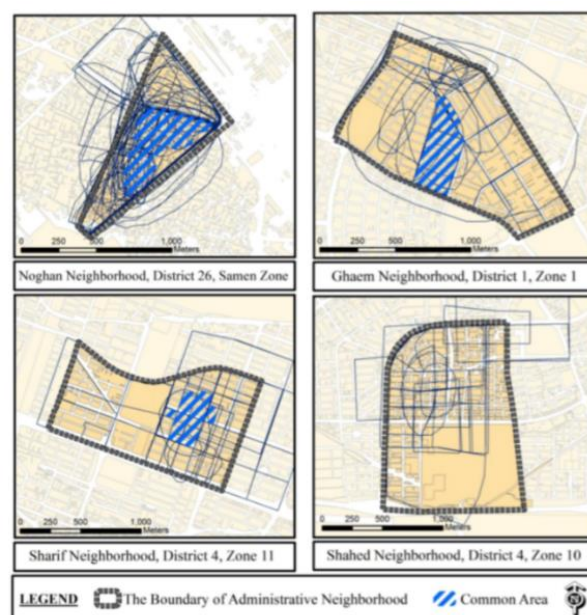 0 250 500 1,000
Meters
Noghan Neighborhood, District 26, Samen Zone
0 250 500 1,000
Meters
Ghaem Neighborhood, District 1, Zone 1
0 250 500 1,000
Meters
Sharif Neighborhood, District 4, Zone 11
0 250 500 1,000
Meters
Shahed Neighborhood, District 4, Zone 10
LEGEND The Boundary of Administrative Neighborhood Common Area